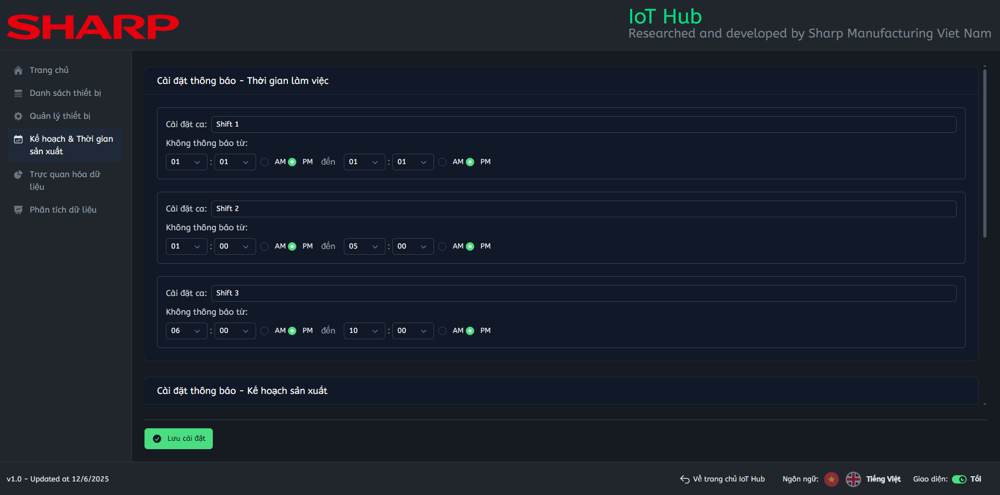 SHARP
IoT Hub
Researched and developed by Sharp Manufacturing Viet Nam
Trang chủ
Danh sách thiết bị
Quản lý thiết bị
Kế hoạch & Thời gian
sản xuất
Trực quan hóa dữ
liệu
Phân tích dữ liệu
Cài đặt thông báo - Thời gian làm việc
Cài đặt ca: Shift 1
Không thông báo từ:
01 : 01 AM PM đến 01 : 01 AM PM
Cài đặt ca: Shift 2
Không thông báo từ:
01 : 00 AM PM đến 05 : 00 AM PM
Cài đặt ca: Shift 3
Không thông báo từ:
06 : 00 AM PM đến 10 : 00 AM PM
Cài đặt thông báo - Kế hoạch sản xuất
Lưu cài đặt
v1.0 - Updated at 12/6/2025
Về trang chủ IoT Hub
Ngôn ngữ: Tiếng Việt
Giao diện: Tối